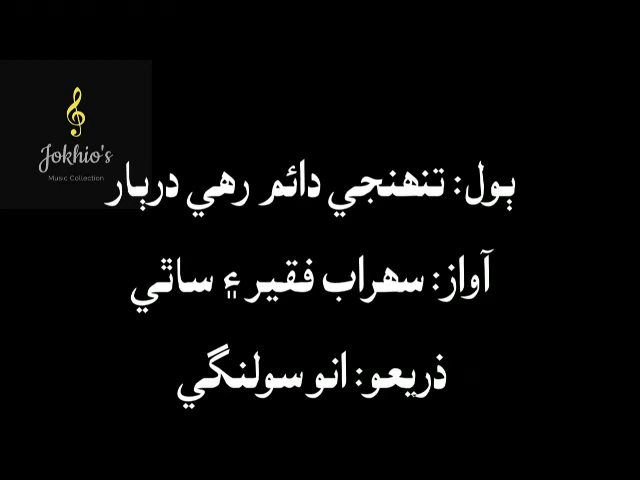 Jokhio's
Music Collection
ٻول: تنهنجي دائم رهي درٻار
آواز: سهراب فقير ۽ ساٿي
ذريعو: انو سولنگي